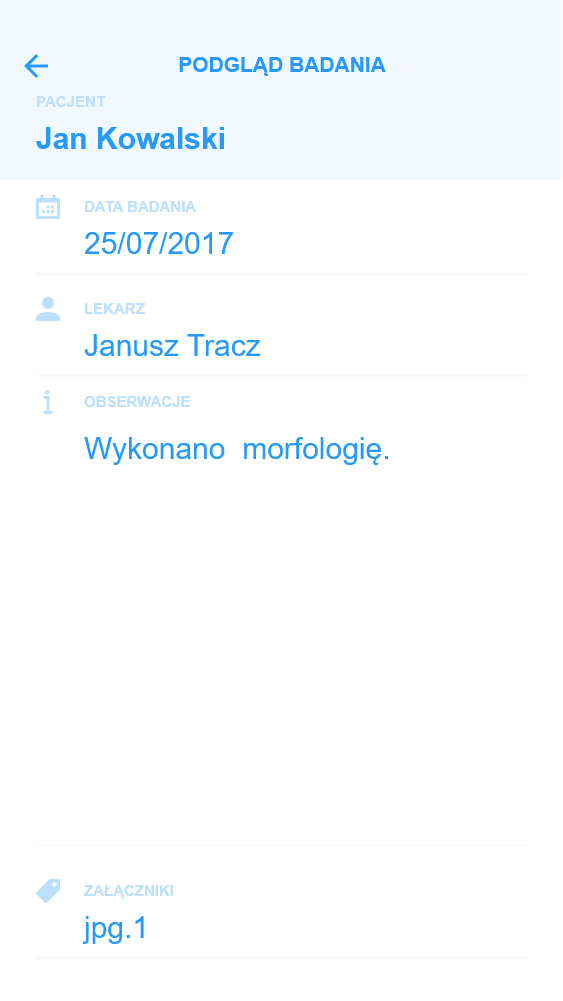 PODGLĄD BADANIA
PACJENT
Jan Kowalski
DATA BADANIA
25/07/2017
LEKARZ
Janusz Tracz
OBSERWACJE
Wykonano  morfologię.
ZAŁĄCZNIKI
jpg.1